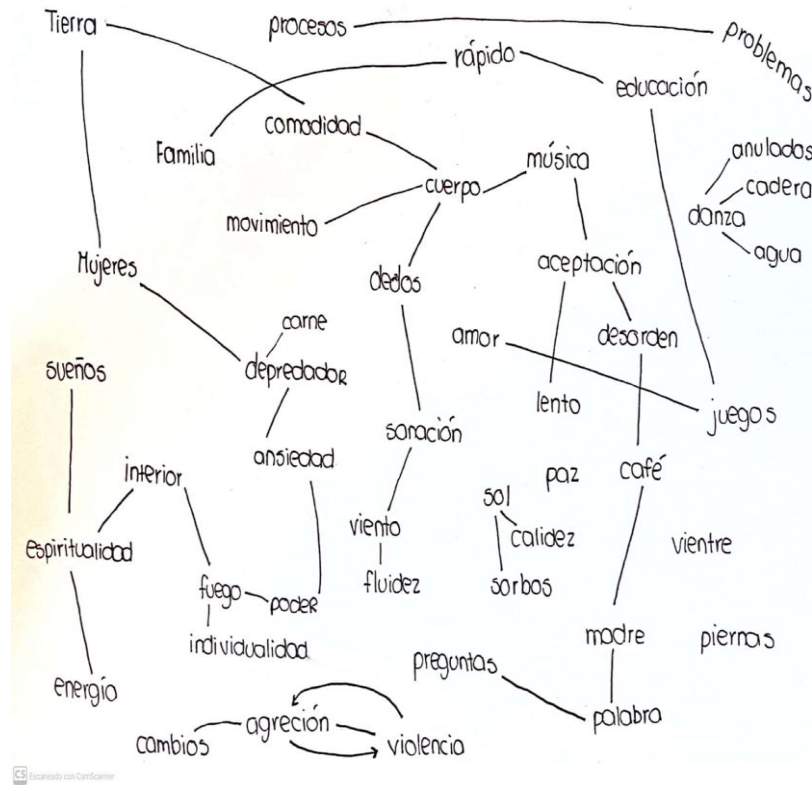 Tierra
procesos
problemas
rápido
educación
Familia
comodidad
música
anulados
cadera
danza
agua
cuerpo
movimiento
Mujeres
dedos
aceptación
carne
amor
desorden
sueños
depredador
lento
juegos
sanación
ansiedad
interior
paz
café
sol
calidez
viento
vientre
espiritualidad
fluidez
sorbos
fuego
poder
individualidad
madre
piernas
preguntas
energía
palabra
agreción
cambios
violencia
CS Escaneado con CamScanner